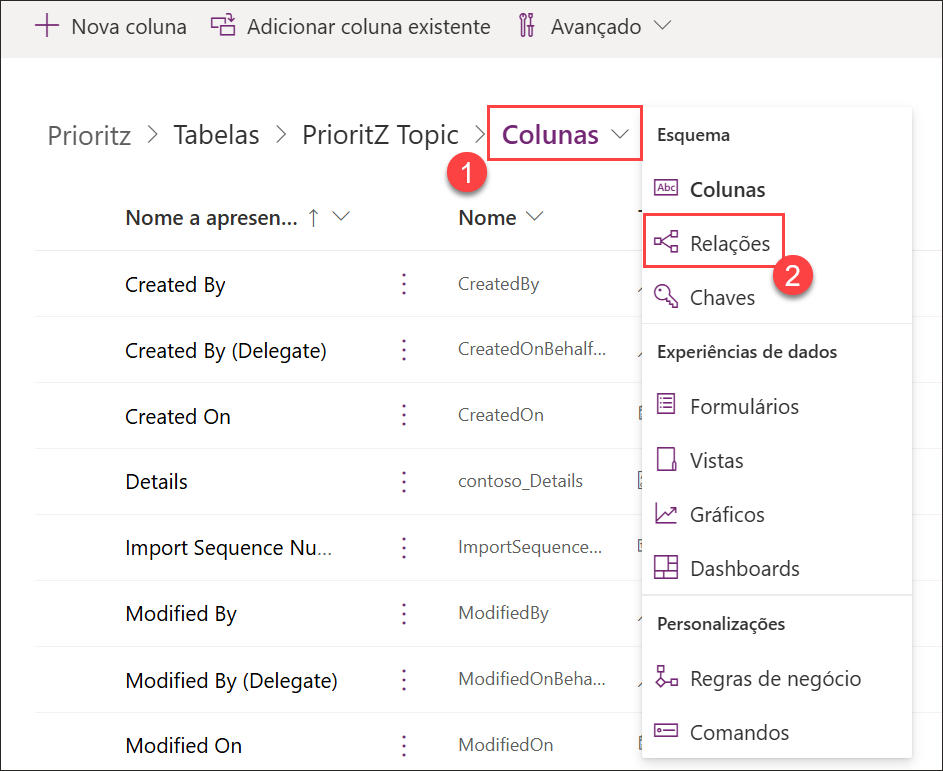 Nova coluna Adicionar coluna existente Avançado
Prioritz > Tabelas > PrioritZ Topic > Colunas
1
Nome a apresen... ↑ Nome
Created By CreatedBy
Created By (Delegate) CreatedOnBehalf...
Created On CreatedOn
Details contoso_Details
Import Sequence Nu... ImportSequence...
Modified By ModifiedBy
Modified By (Delegate) ModifiedOnBeha...
Modified On ModifiedOn
Esquema
Abc Colunas
Relações
2
Chaves
Experiências de dados
Formulários
Vistas
Gráficos
Dashboards
Personalizações
Regras de negócio
Comandos